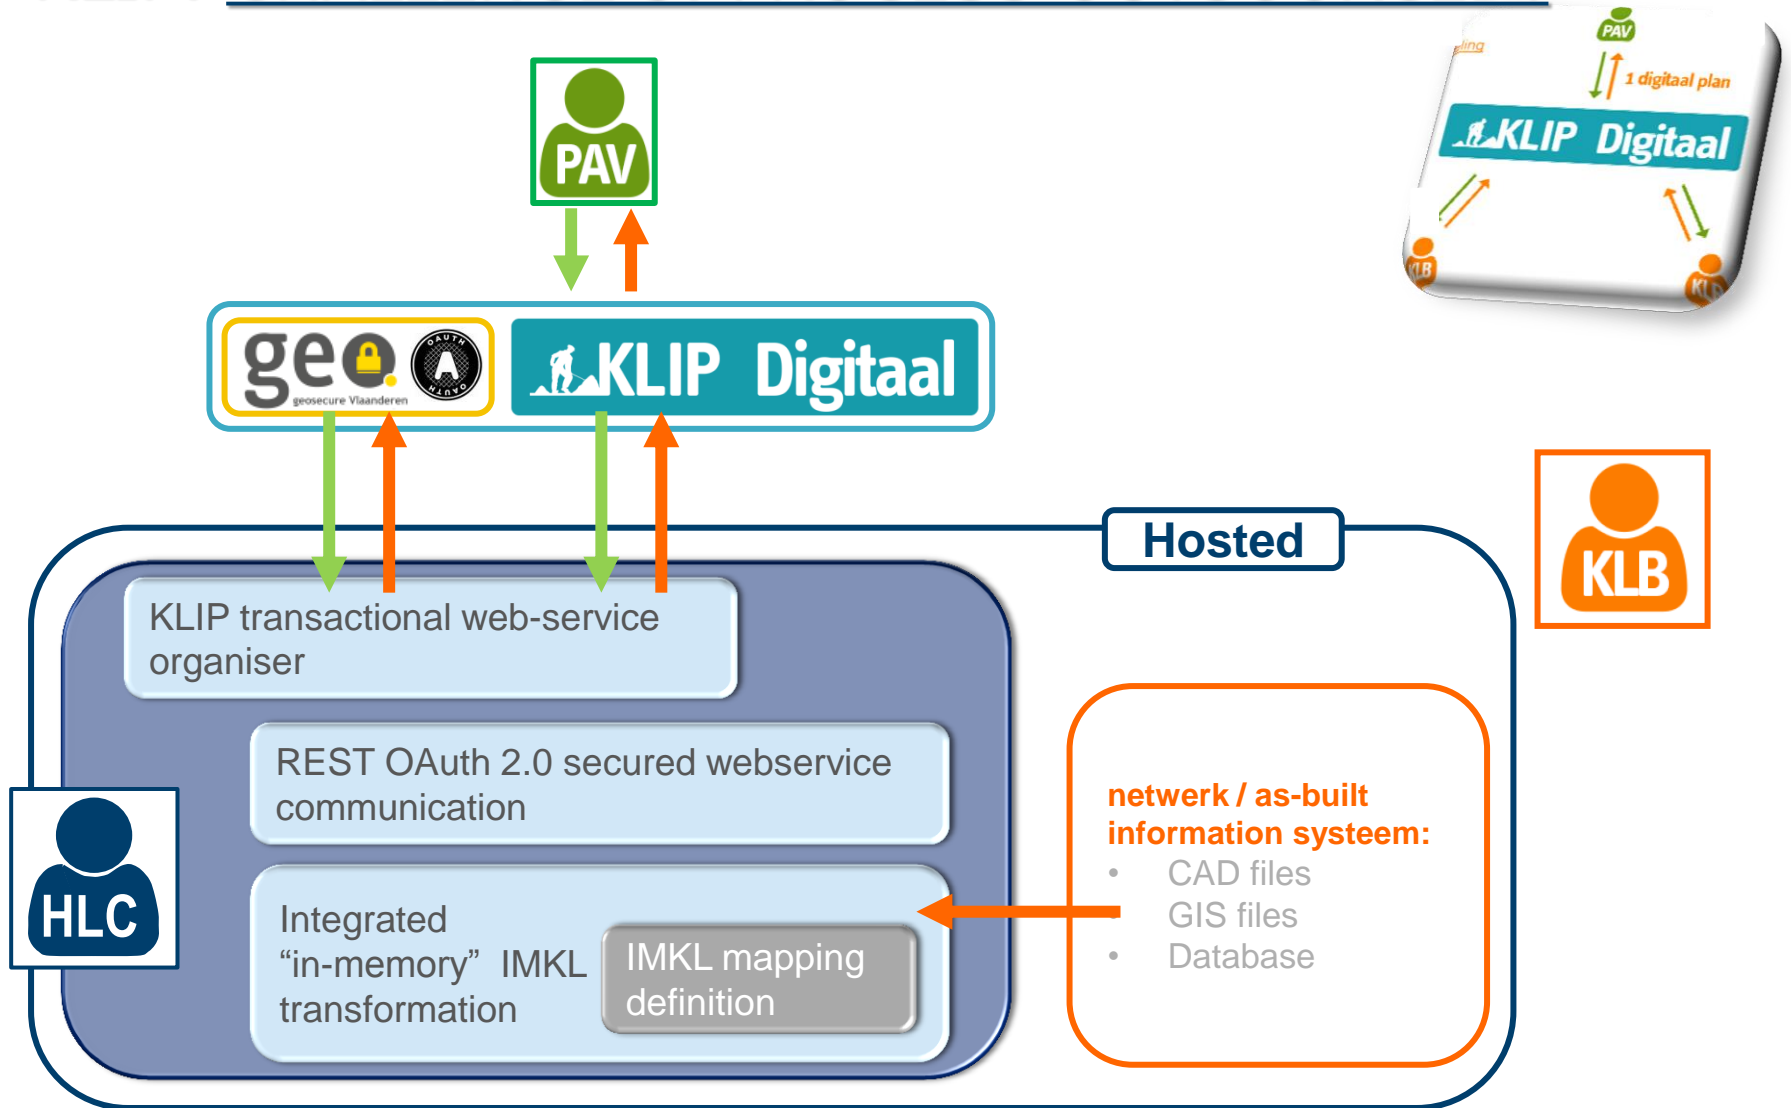 PAV
ling
1 digitaal plan
KLIP Digitaal
KLB
PAV
geo
geosecure Vlaanderen
OAUTH
A
OAUTH
KLIP Digitaal
Hosted
KLB
KLIP transactional web-service
organiser
REST OAuth 2.0 secured webservice
communication
HLC
Integrated
“in-memory” IMKL
transformation
IMKL mapping
definition
netwerk / as-built
information systeem:
• CAD files
• GIS files
• Database